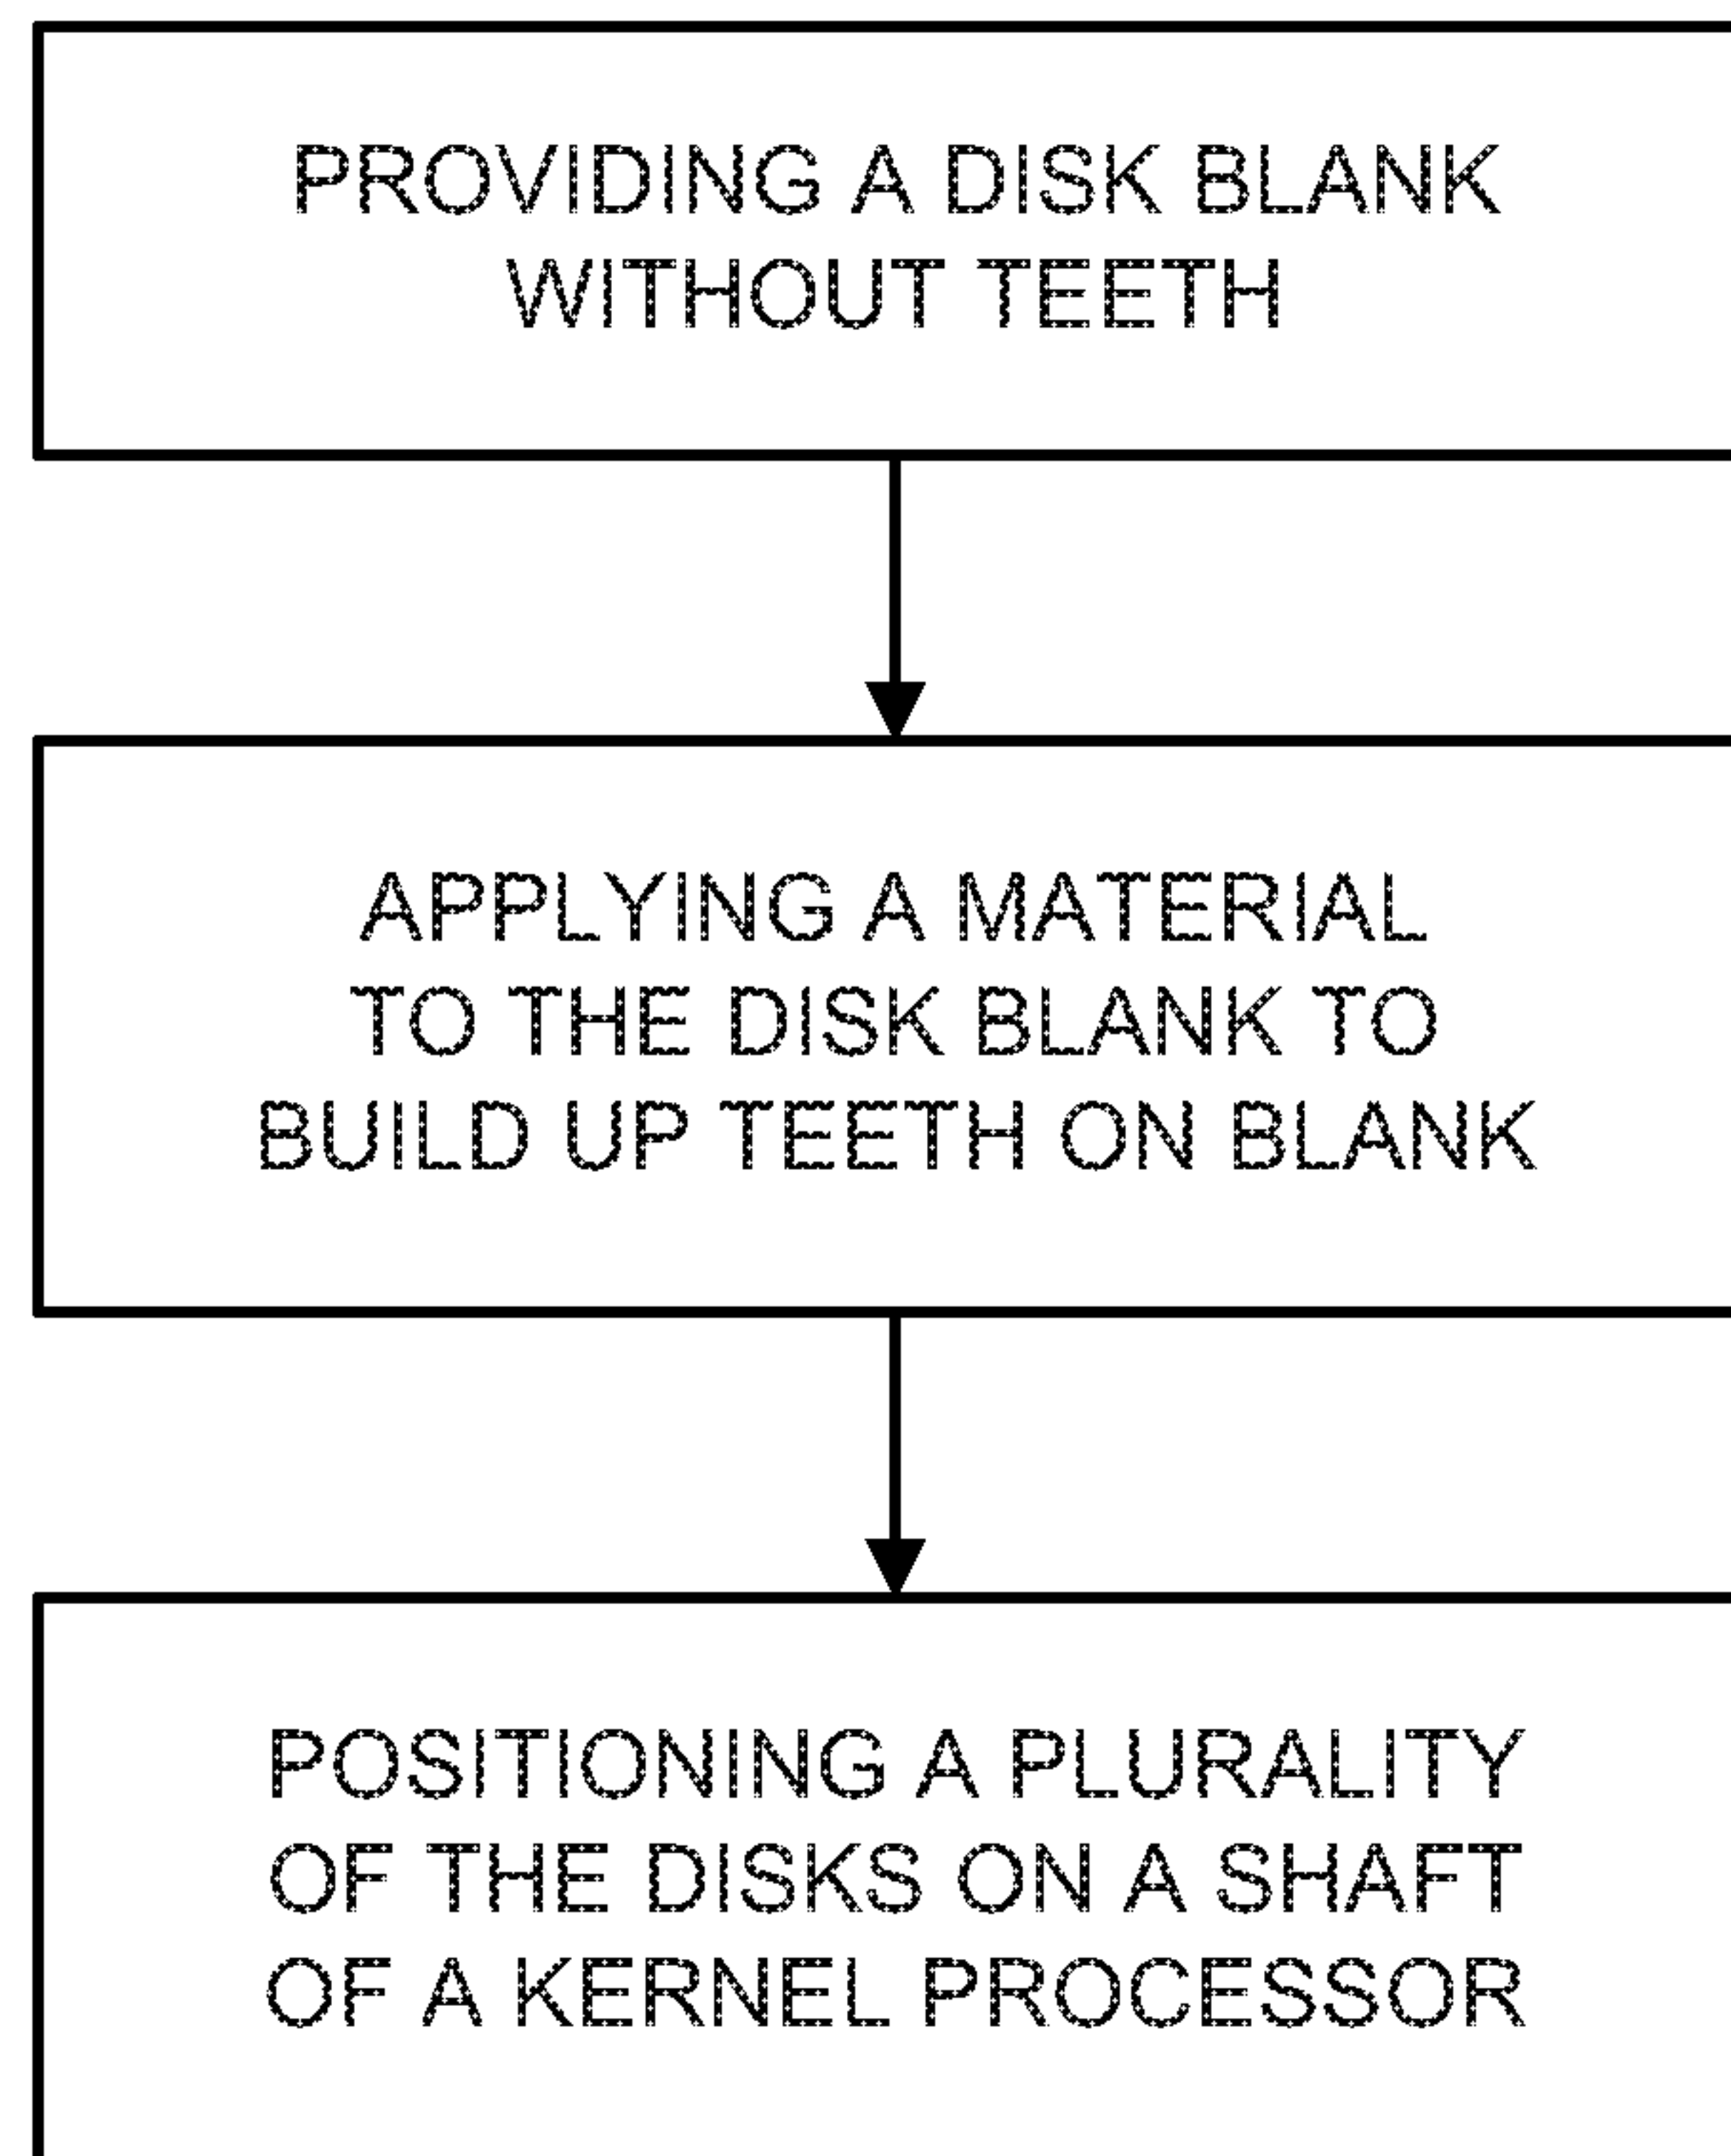 PROVIDING A DISK BLANK
WITHOUT TEETH
APPLYING A MATERIAL
TO THE DISK BLANK TO
BUILD UP TEETH ON BLANK
POSITIONING A PLURALITY
OF THE DISKS ON A SHAFT
OF A KERNEL PROCESSOR